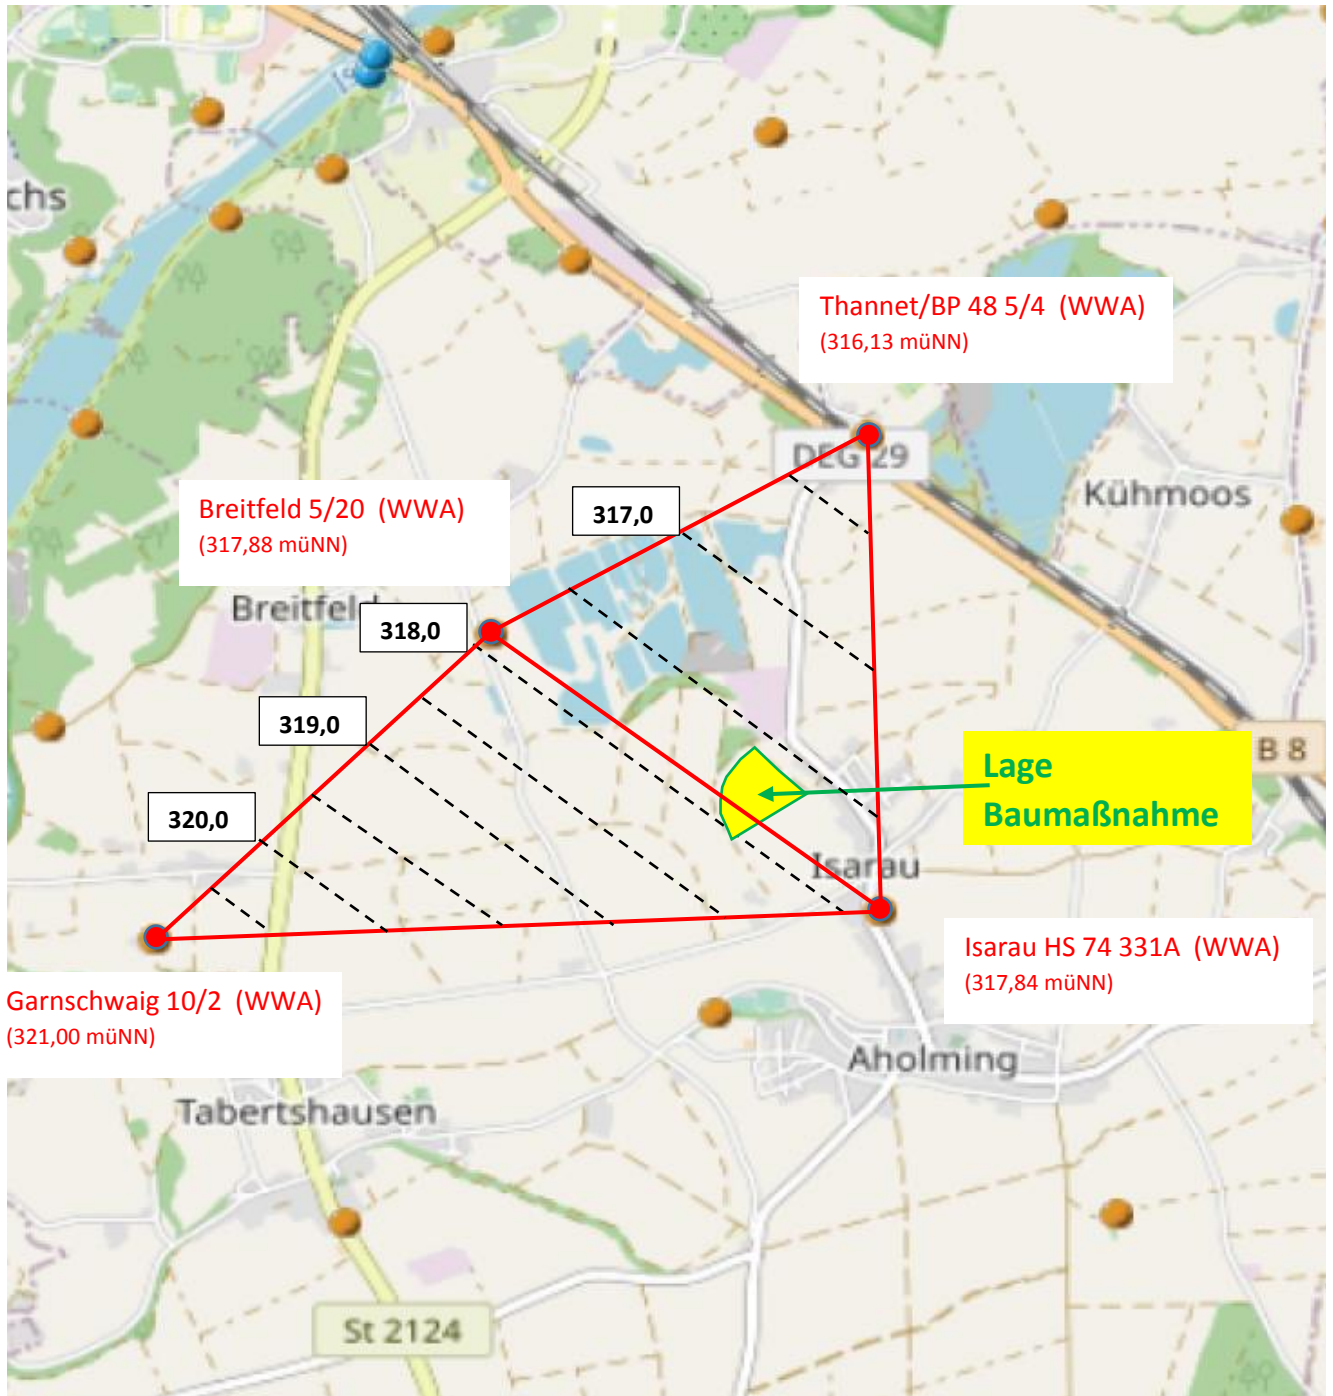 chs
Thannet/BP 48 5/4 (WWA)
(316,13 müNN)
DEG 29
Kühmoos
Breitfeld 5/20 (WWA)
(317,88 müNN)
317,0
Breitfeld
318,0
319,0
B 8
Lage
Baumaßnahme
320,0
Isarau
Isarau HS 74 331A (WWA)
(317,84 müNN)
Garnschwaig 10/2 (WWA)
(321,00 müNN)
Aholming
Tabertshausen
St 2124